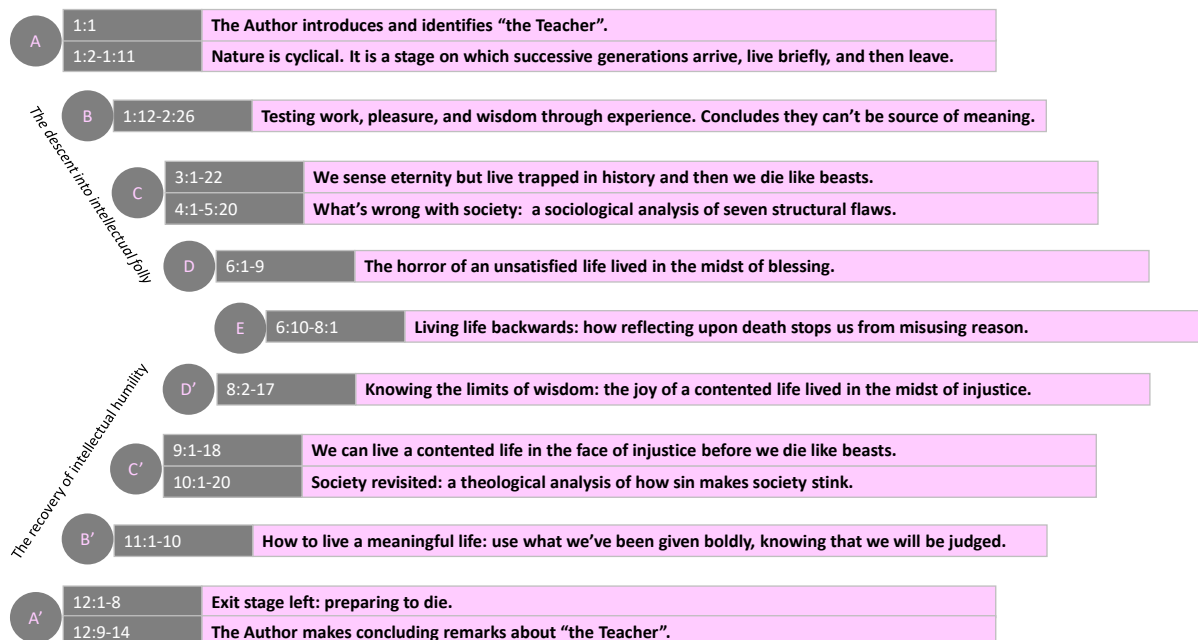 A
1:1 The Author introduces and identifies “the Teacher”.
1:2-1:11 Nature is cyclical. It is a stage on which successive generations arrive, live briefly, and then leave.
The descent into intellectual folly
B 1:12-2:26 Testing work, pleasure, and wisdom through experience. Concludes they can’t be source of meaning.
C
3:1-22 We sense eternity but live trapped in history and then we die like beasts.
4:1-5:20 What’s wrong with society: a sociological analysis of seven structural flaws.
D 6:1-9 The horror of an unsatisfied life lived in the midst of blessing.
E 6:10-8:1 Living life backwards: how reflecting upon death stops us from misusing reason.
The recovery of intellectual humility
D’ 8:2-17 Knowing the limits of wisdom: the joy of a contented life lived in the midst of injustice.
C’
9:1-18 We can live a contented life in the face of injustice before we die like beasts.
10:1-20 Society revisited: a theological analysis of how sin makes society stink.
B’ 11:1-10 How to live a meaningful life: use what we’ve been given boldly, knowing that we will be judged.
A’
12:1-8 Exit stage left: preparing to die.
12:9-14 The Author makes concluding remarks about “the Teacher”.